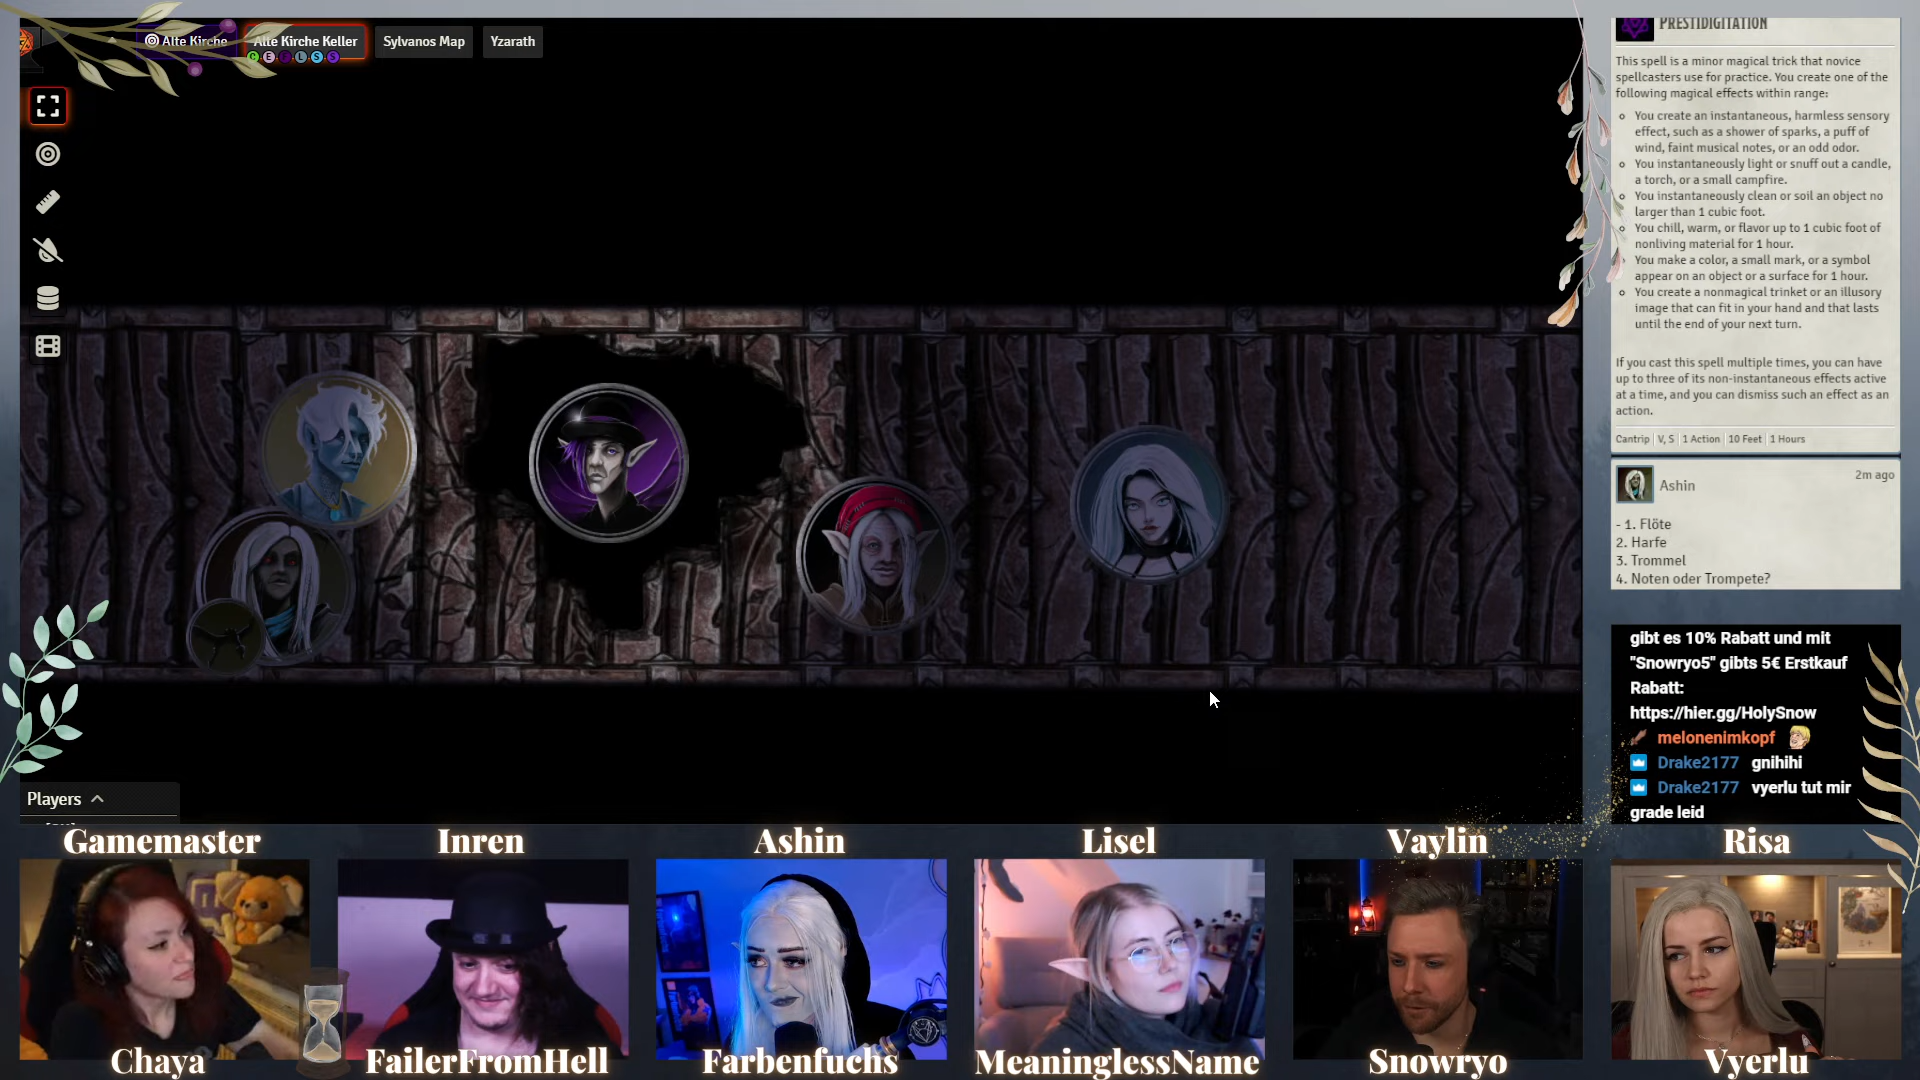 Alte Kirche
Alte Kirche Keller
Sylvanos Map
Yzarath
Players
PRESTIDIGITATION
This spell is a minor magical trick that novice
spellcasters use for practice. You create one of the
following magical effects within range:
You create an instantaneous, harmless sensory
effect, such as a shower of sparks, a puff of
wind, faint musical notes, or an odd odor.
You instantaneously light or snuff out a candle,
a torch, or a small campfire.
You instantaneously clean or soil an object no
larger than 1 cubic foot.
You chill, warm, or flavor up to 1 cubic foot of
nonliving material for 1 hour.
You make a color, a small mark, or a symbol
appear on an object or a surface for 1 hour.
You create a nonmagical trinket or an illusory
image that can fit in your hand and that lasts
until the end of your next turn.
If you cast this spell multiple times, you can have
up to three of its non-instantaneous effects active
at a time, and you can dismiss such an effect as an
action.
Cantrip V, S 1 Action 10 Feet 1 Hours
Ashin 2m ago
- 1. Flöte
2. Harfe
3. Trommel
4. Noten oder Trompete?
gibt es 10% Rabatt und mit
"Snowryo5" gibts 5€ Erstkauf
Rabatt:
https://hier.gg/HolySnow
melonenimkopf
Drake2177 gnihihi
Drake2177 vyerlu tut mir
grade leid
Gamemaster Inren Ashin Lisel Vaylin Risa
Chaya FailerFromHell Farbenfuchs MeaninglessName Snowryo Vyerlu